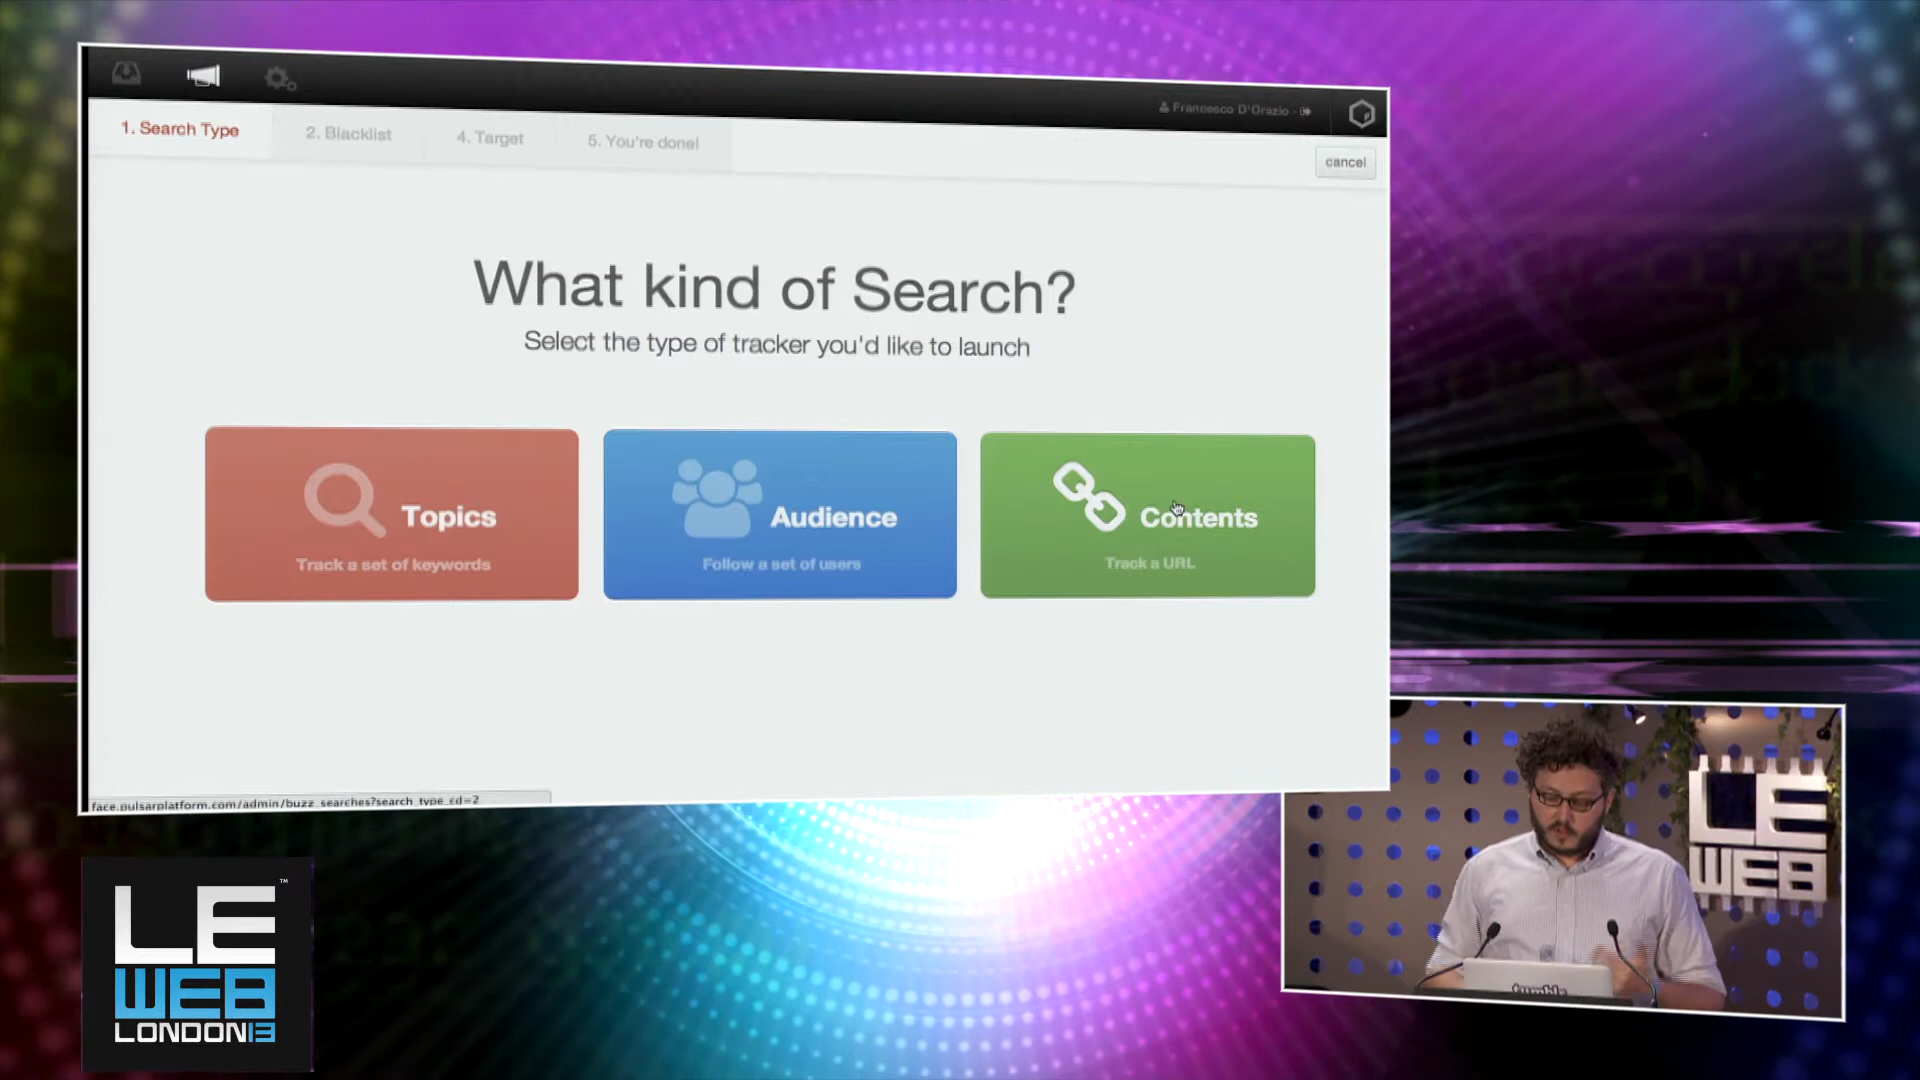 Francesco D'Orazio -
1. Search Type
2. Blacklist
4. Target
5. You're done!
cancel
What kind of Search?
Select the type of tracker you'd like to launch
Topics
Track a set of keywords
Audience
Follow a set of users
Contents
Track a URL
face.pulsarplatform.com/admin/buzz_searches?search_type_cd=2
LE
WEB
tumblr.
LE ™
WEB
LONDON13